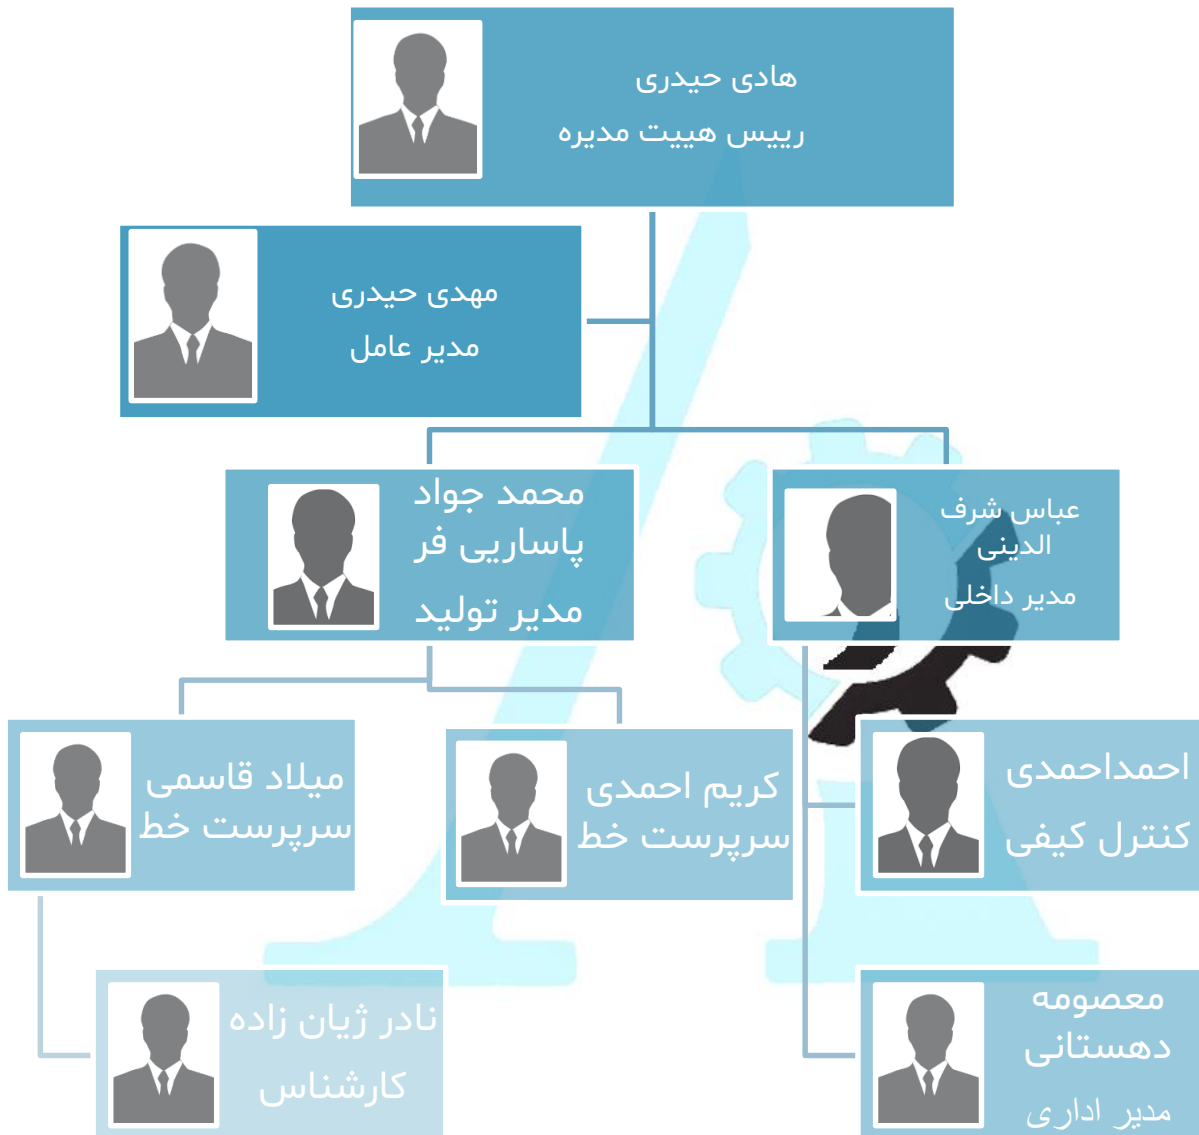 هادی حیدری
رییس هییت مدیره
مهدی حیدری
مدیر عامل
محمد جواد
پاساریی فر
مدیر تولید
عباس شرف
الدینی
مدیر داخلی
میلاد قاسمی
سرپرست خط
کریم احمدی
سرپرست خط
احمداحمدی
کنترل کیفی
نادر ژیان زاده
کارشناس
معصومه
دهستانی
مدیر اداری